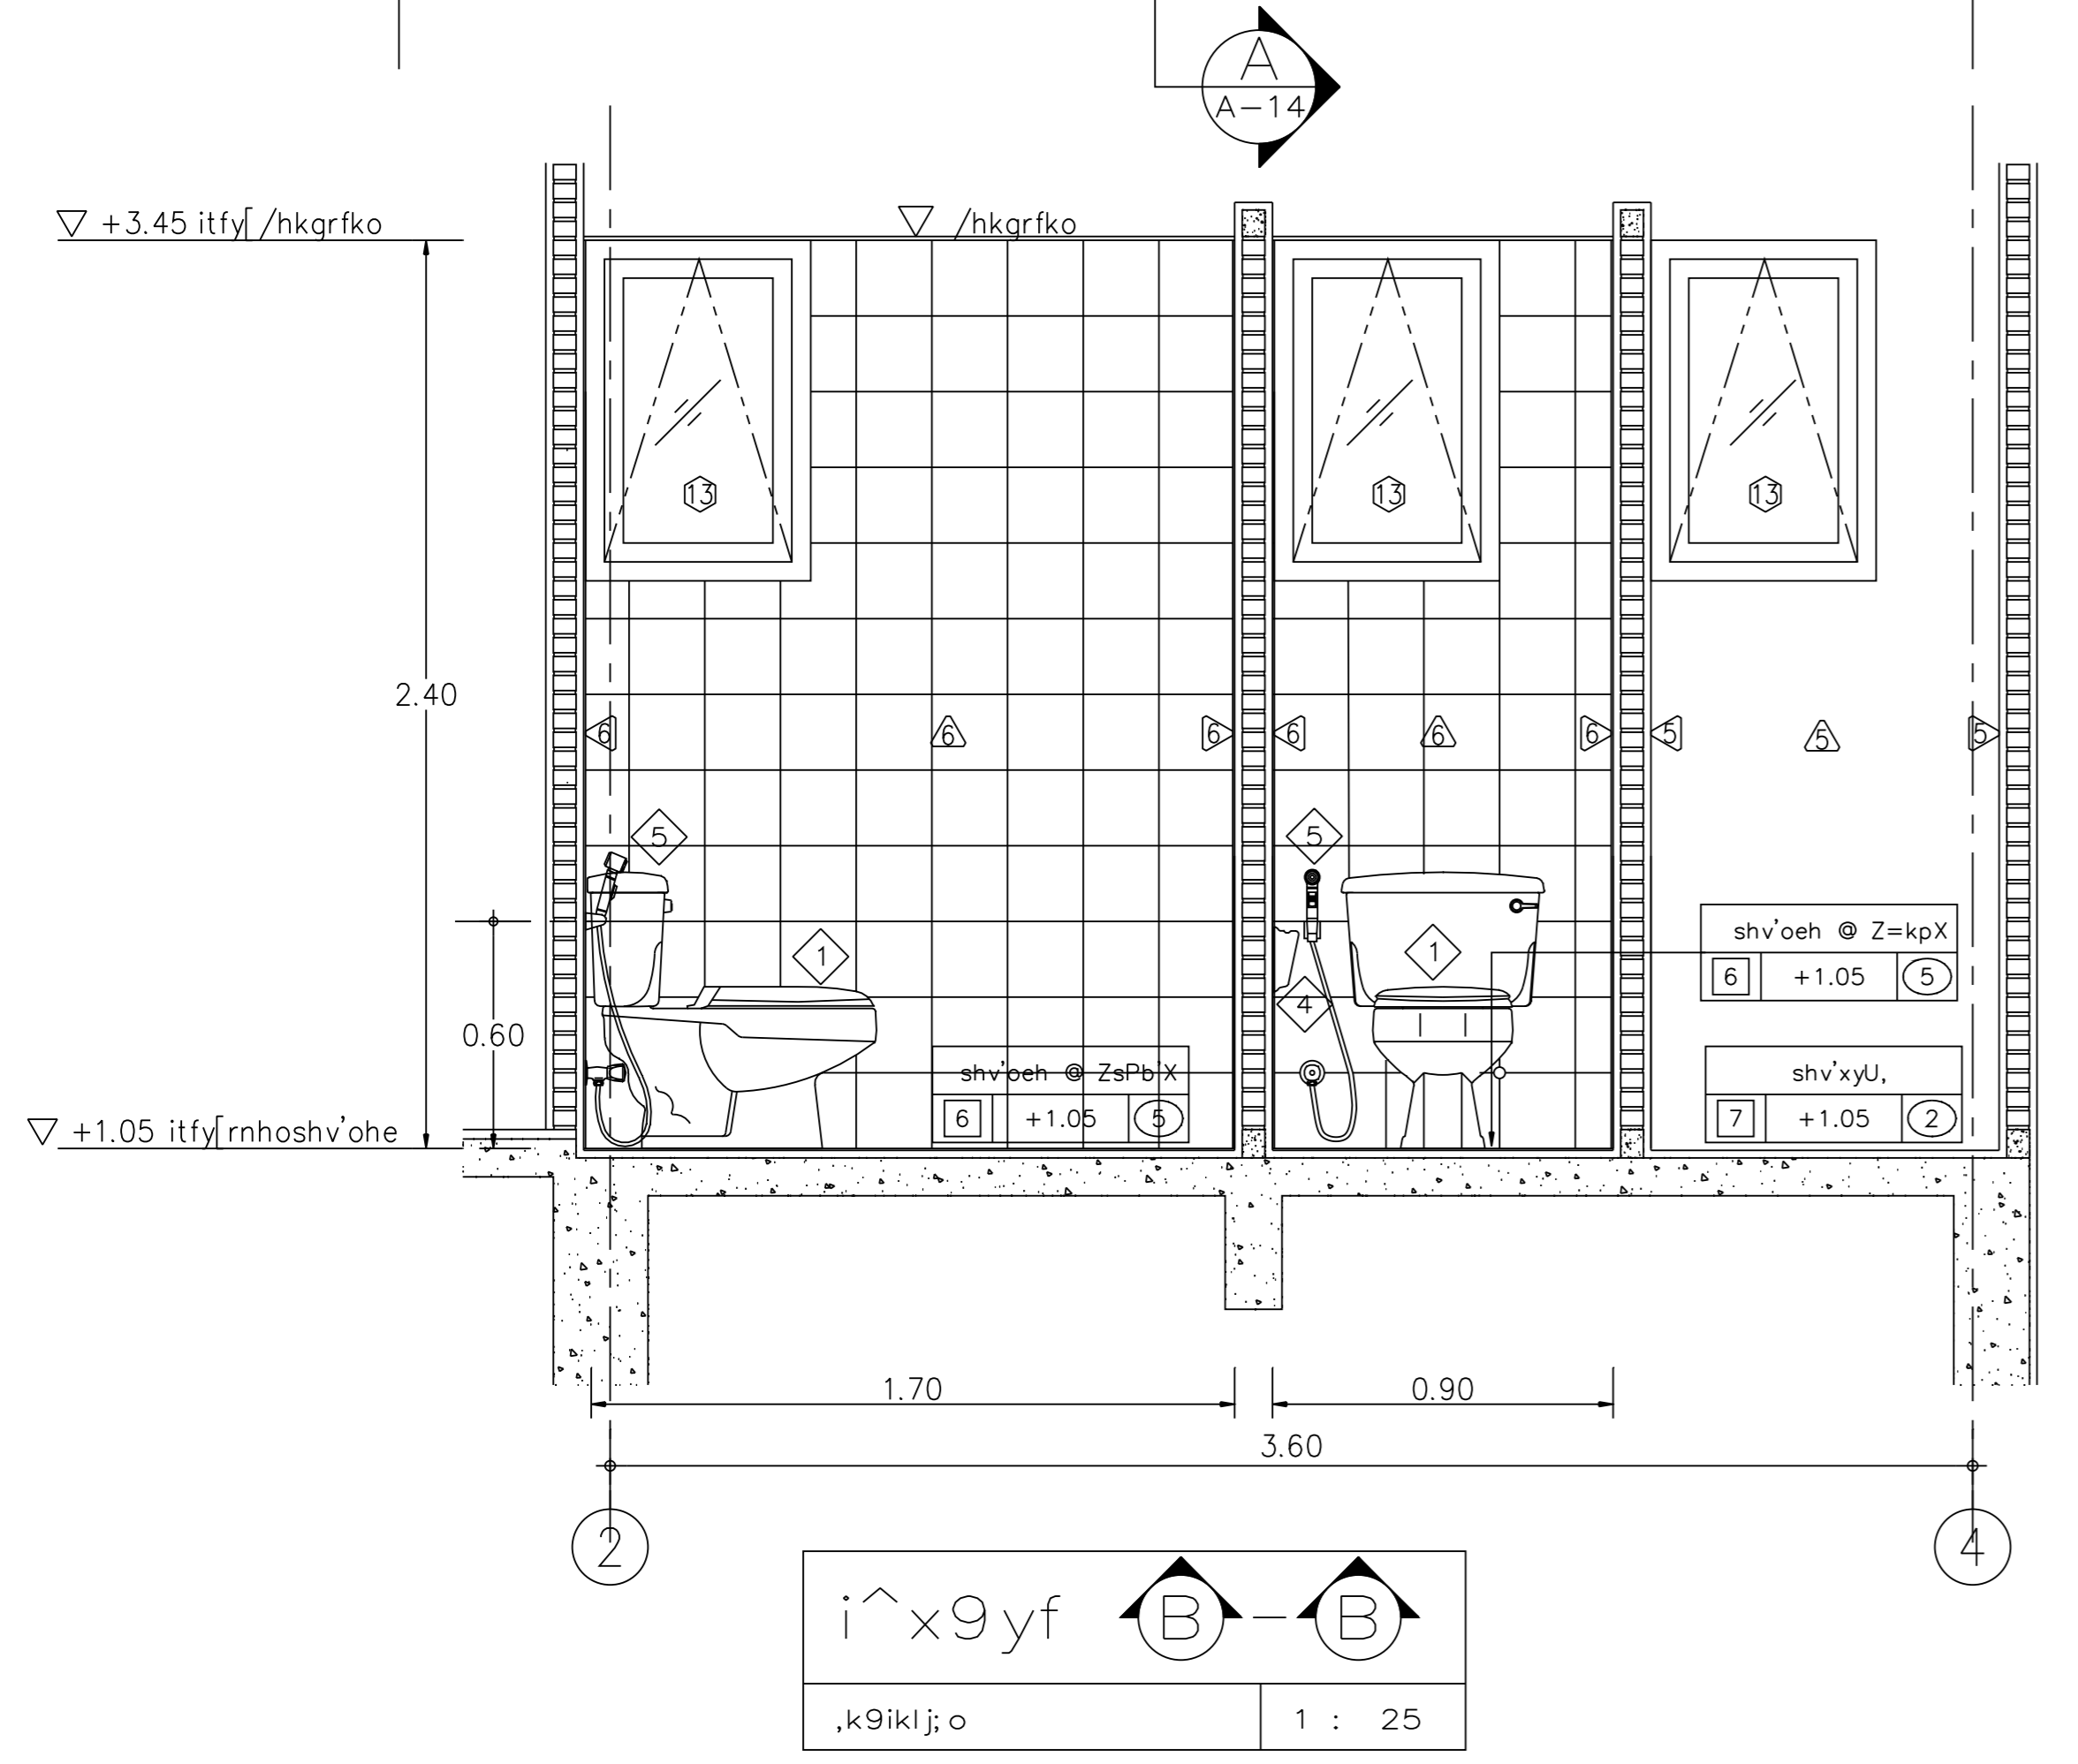 A
A-14
+3.45 itfy[ /hkgrfko
/hkgrfko
13
13
13
2.40
6
6
6
6
6
6
5
5
5
5
5
1
1
4
0.60
shv'oeh @ Z=kpX
6 +1.05 5
shv'oeh @ ZsPb'X
6 +1.05 5
shv'xyU,
7 +1.05 2
+1.05 itfy[rnhoshv'ohe
1.70
0.90
3.60
2
4
i^x9yf B - B
,k9iklj;o 1 : 25